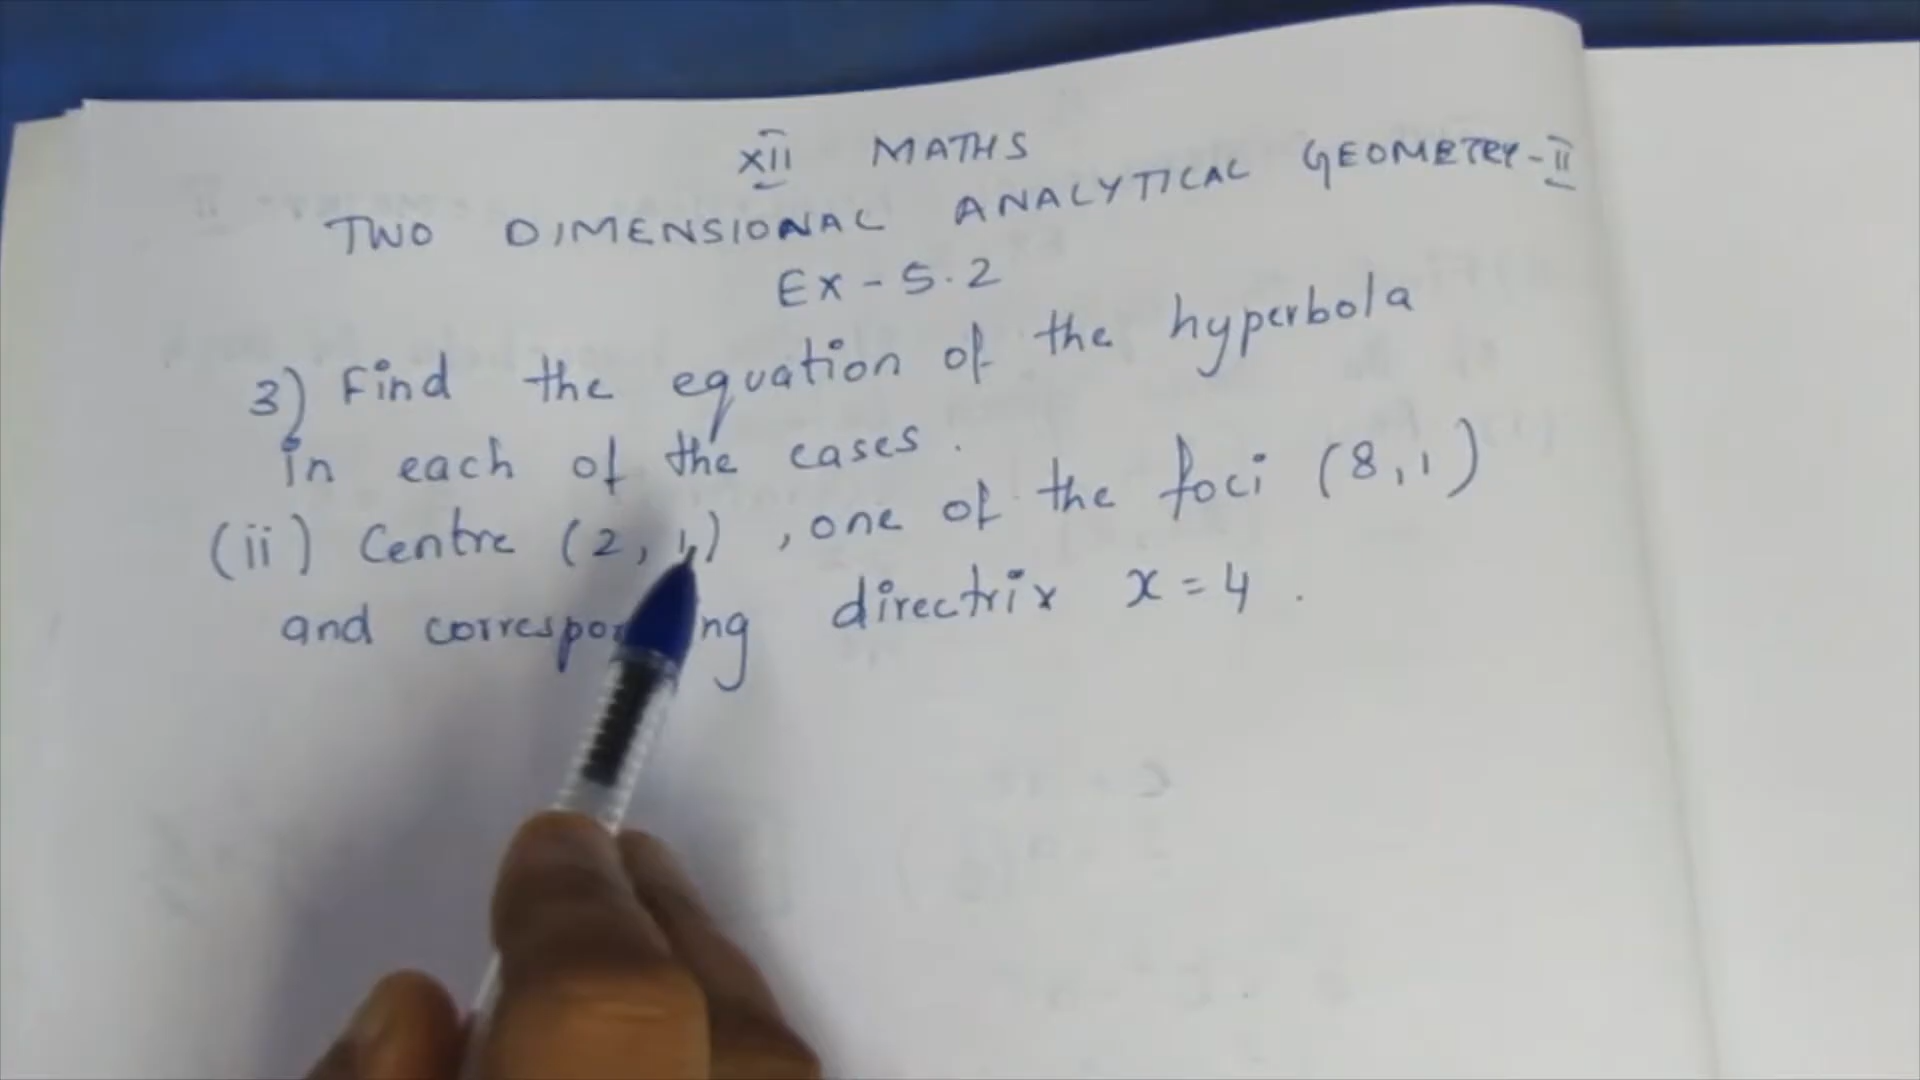 XII MATHS
TWO DIMENSIONAL ANALYTICAL GEOMETRY-II
Ex - 5.2
3) Find the equation of the hyperbola
in each of the cases.
(ii) Centre (2, 1), one of the foci (8, 1)
and directrix x = 4.